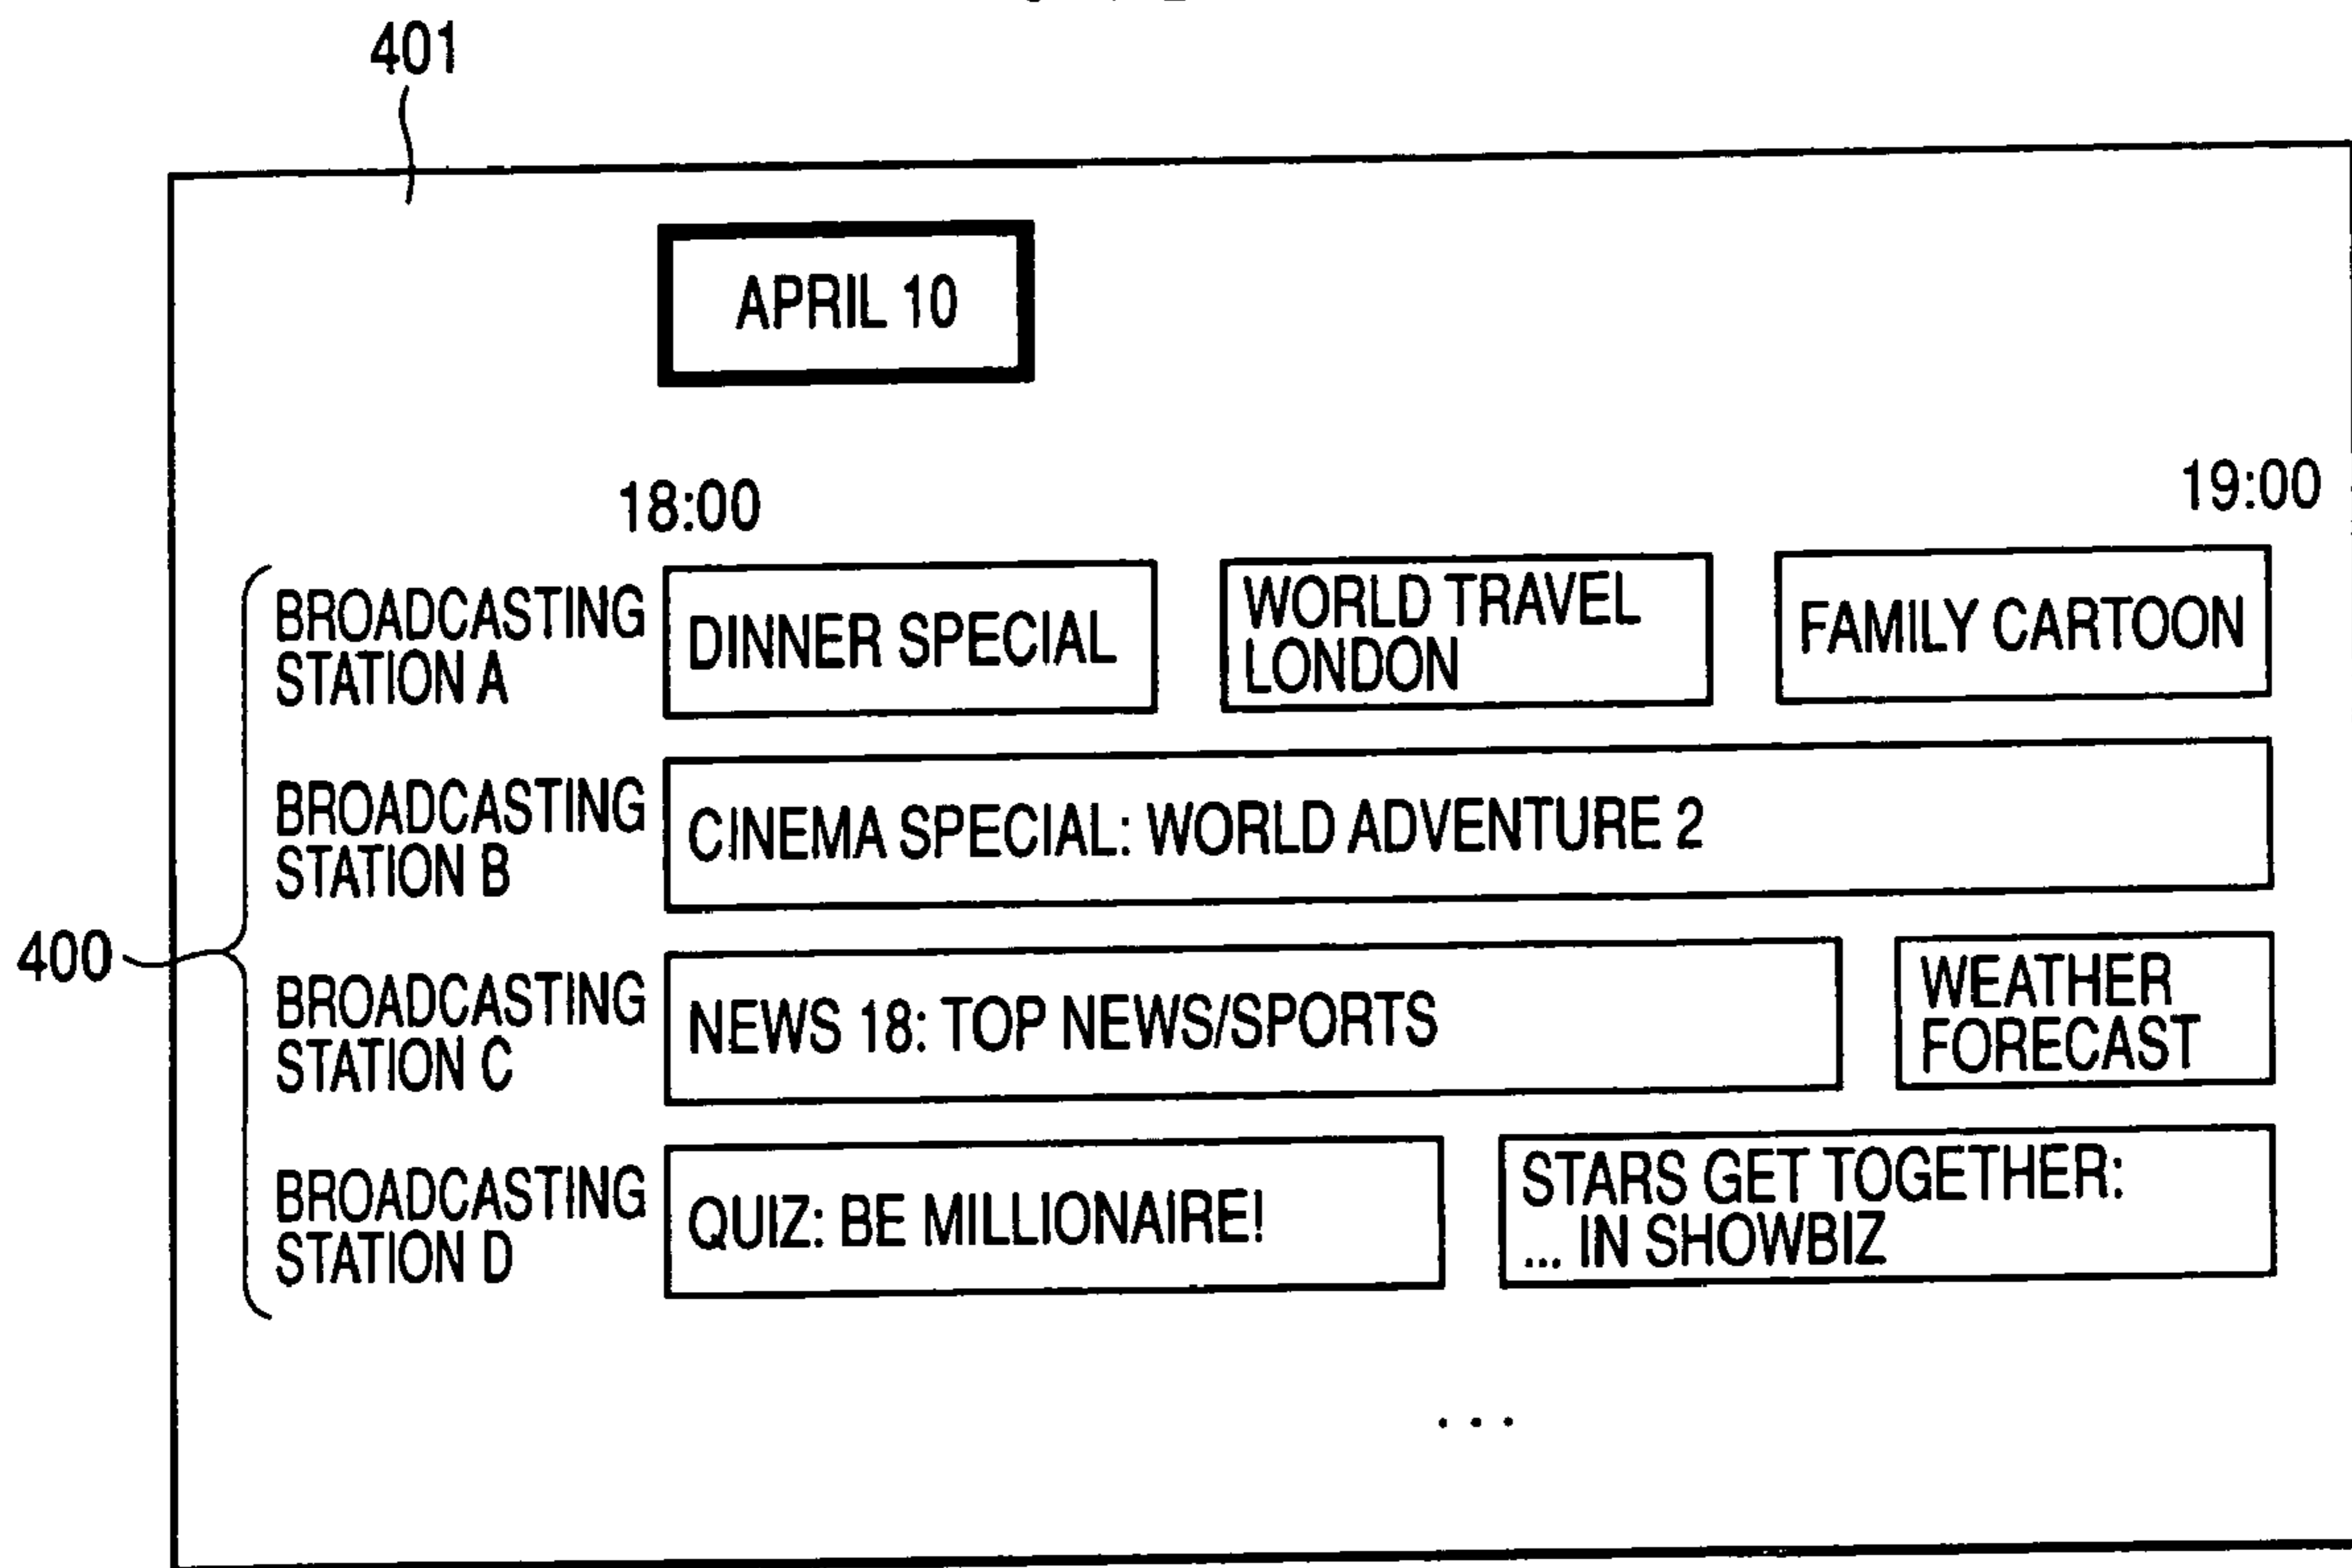 401
APRIL 10
18:00
19:00
BROADCASTING
STATION A
DINNER SPECIAL
WORLD TRAVEL
LONDON
FAMILY CARTOON
BROADCASTING
STATION B
CINEMA SPECIAL: WORLD ADVENTURE 2
400
BROADCASTING
STATION C
NEWS 18: TOP NEWS/SPORTS
WEATHER
FORECAST
BROADCASTING
STATION D
QUIZ: BE MILLIONAIRE!
STARS GET TOGETHER:
... IN SHOWBIZ
...